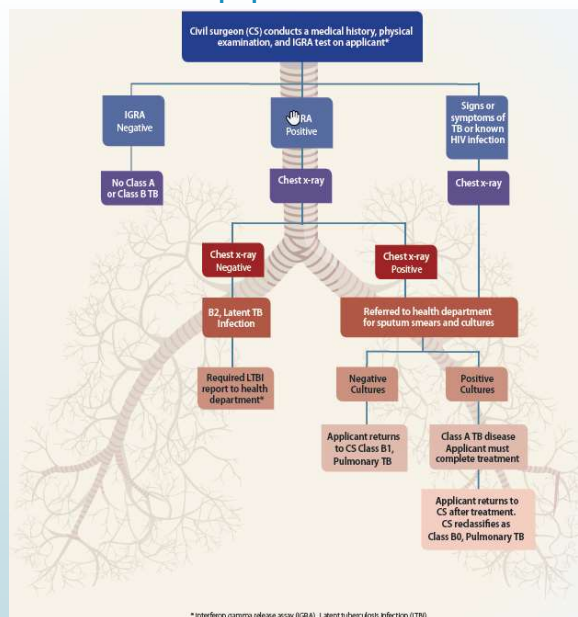 Civil surgeon (CS) conducts a medical history, physical
examination, and IGRA test on applicant*
IGRA
Negative
RA
Positive
Signs or
symptoms of
TB or known
HIV infection
No Class A
or Class B TB
Chest x-ray
Chest x-ray
Chest x-ray
Negative
Chest x-ray
Positive
B2, Latent TB
Infection
Referred to health department
for sputum smears and cultures
Required LTBI
report to health
department*
Negative
Cultures
Positive
Cultures
Applicant returns
to CS Class B1,
Pulmonary TB
Class A TB disease
Applicant must
complete treatment
Applicant returns to
CS after treatment.
CS reclassifies as
Class B0, Pulmonary TB
* Interferon gamma release assay (IGRA), Latent tuberculosis infection (LTBI)